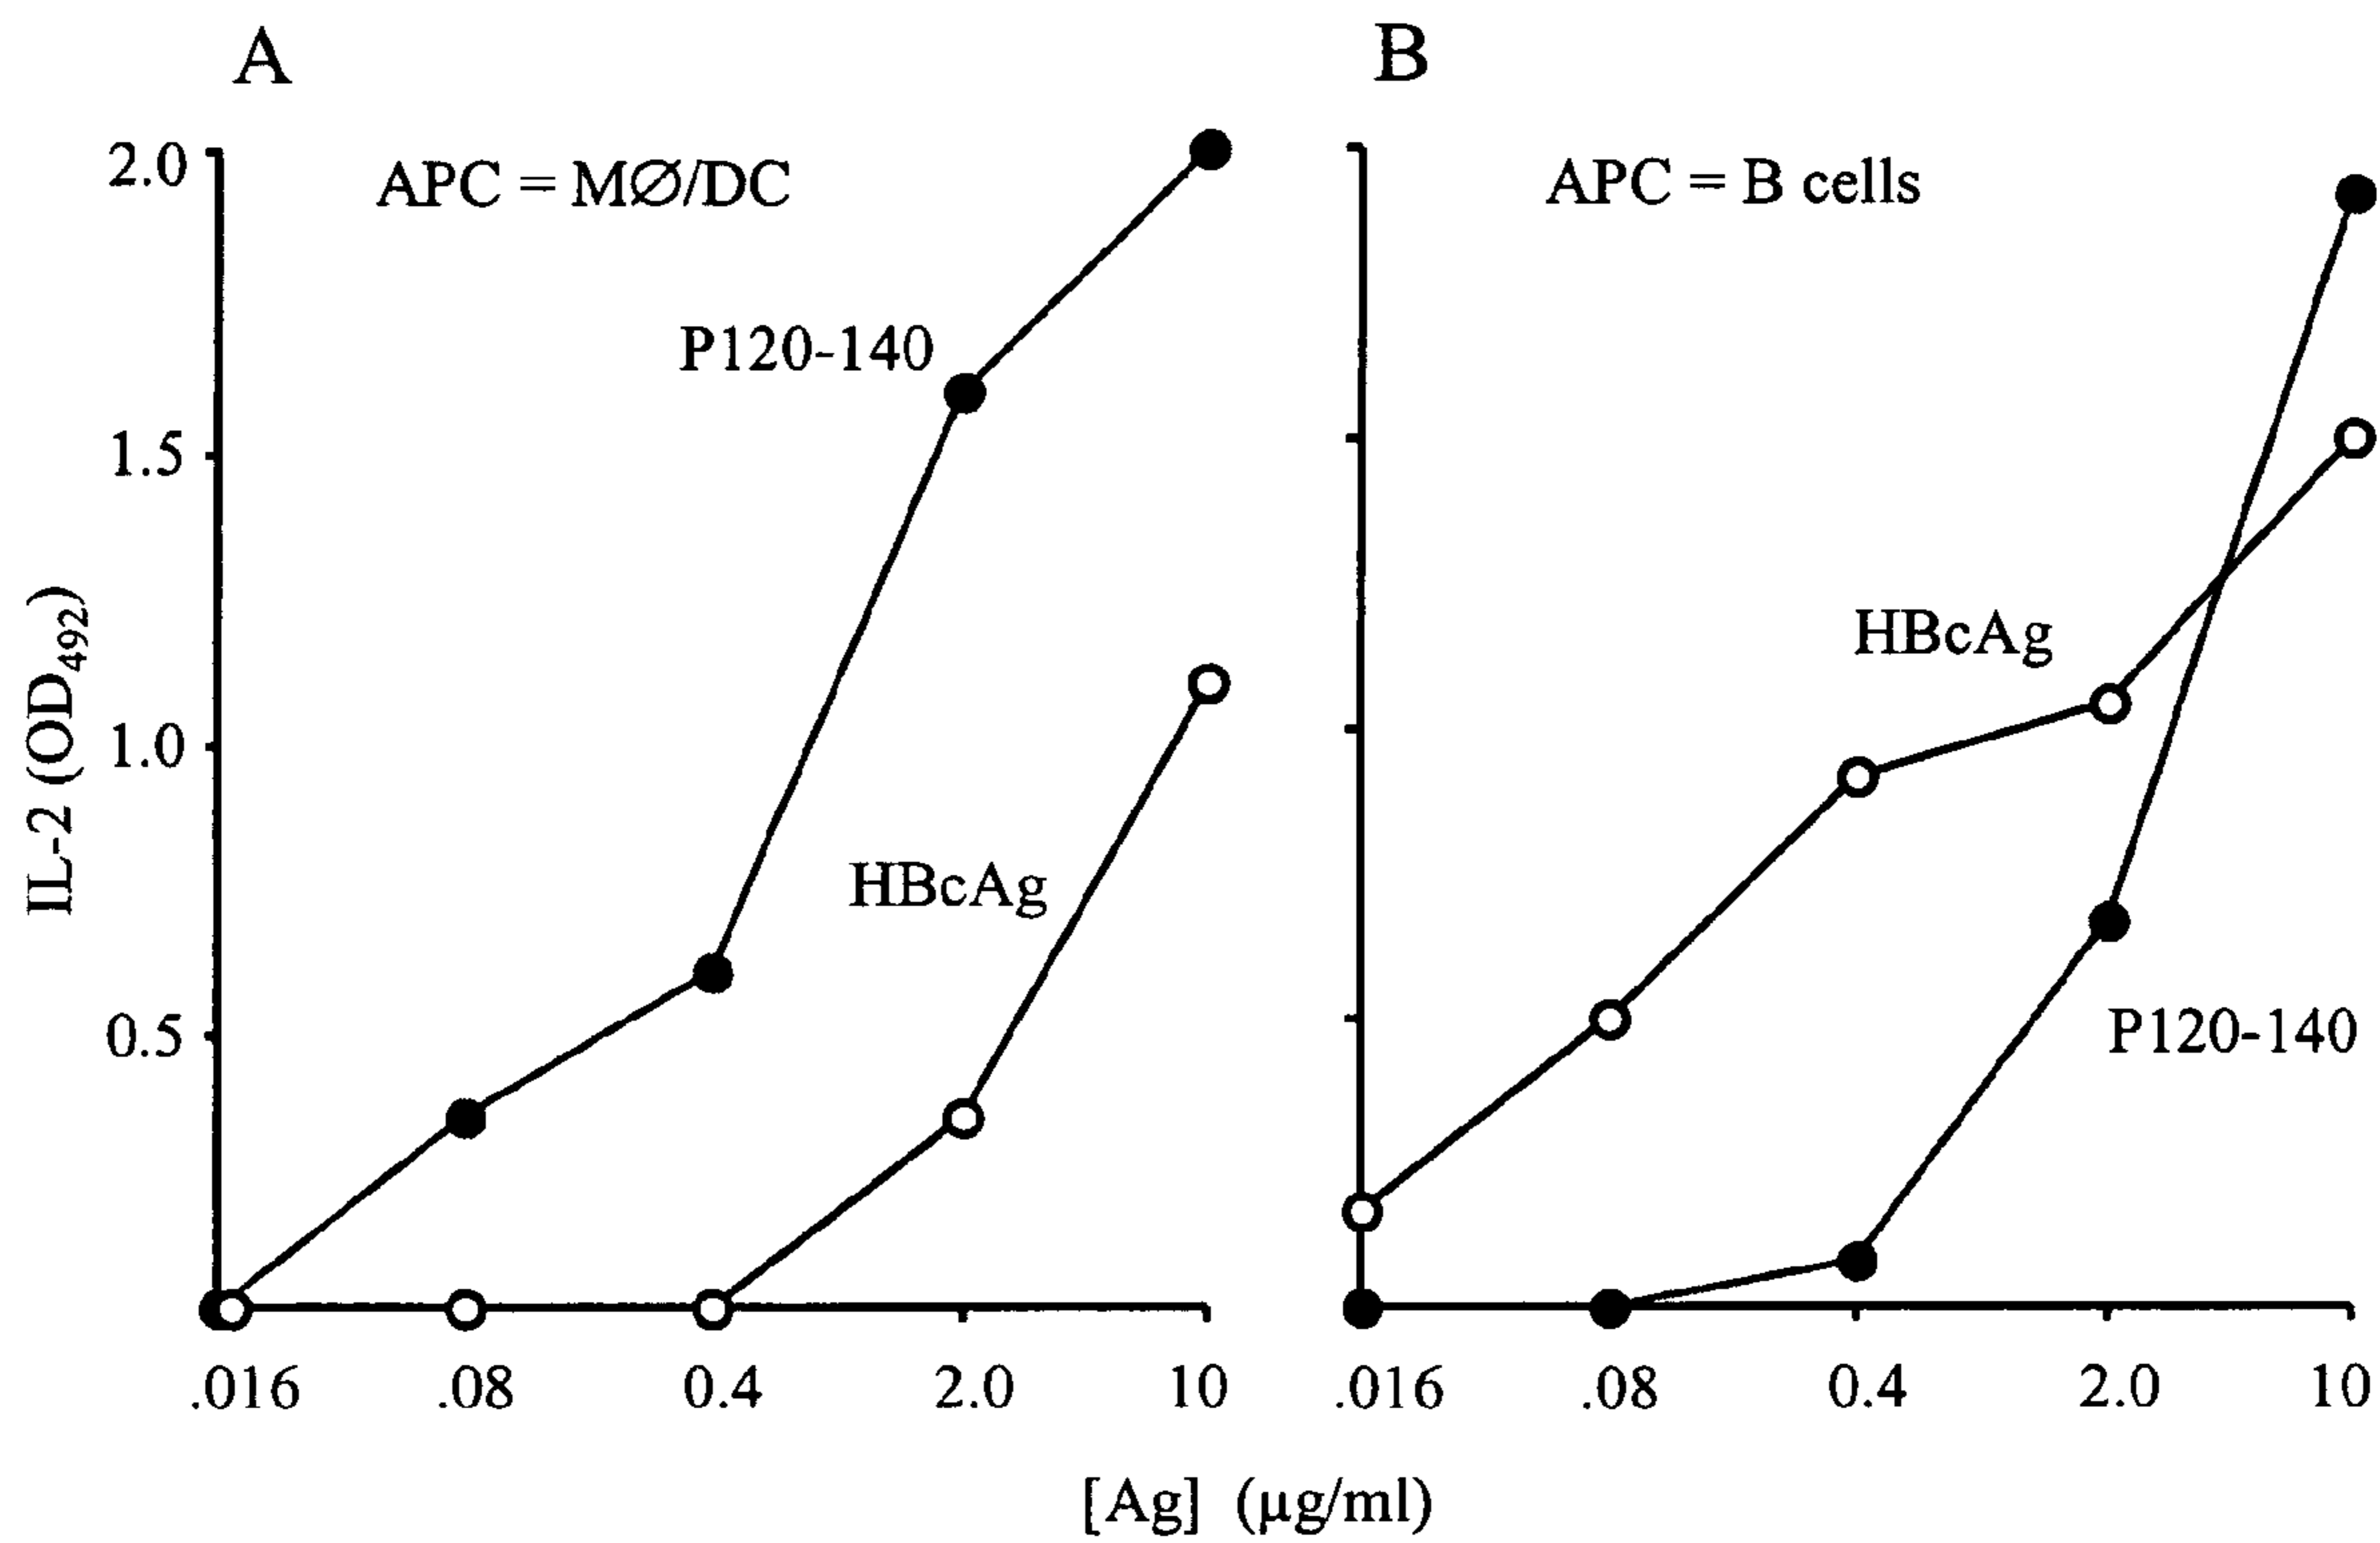 A
B
APC = MØ/DC
APC = B cells
2.0
1.5
1.0
0.5
IL-2 (OD492)
P120-140
HBcAg
HBcAg
P120-140
.016 .08 0.4 2.0 10
.016 .08 0.4 2.0 10
[Ag] (μg/ml)